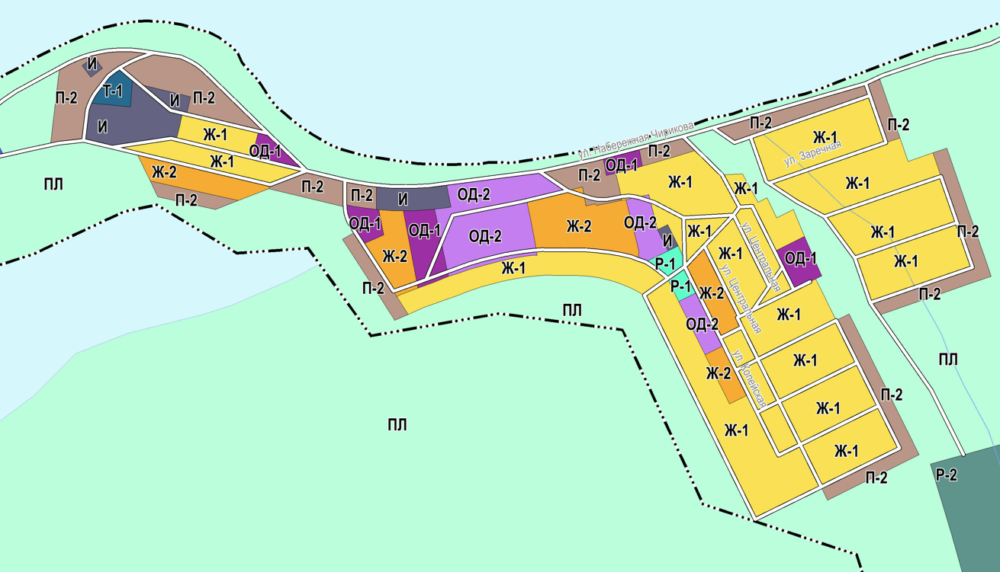 И
Т-1
П-2
И
П-2
И
Ж-1
ОД-1
Ж-1
Ж-2
ПЛ
П-2
П-2
П-2
И
ОД-2
ОД-1
ОД-1
ОД-2
Ж-2
П-2
Ж-1
ПЛ
ПЛ
ул. Набережная Чирикова
П-2
ОД-1
П-2
Ж-1
Ж-2
ОД-2
И
Ж-1
Ж-1
Р-1
Р-1
Ж-1
ул. Центральная
ОД-1
Ж-2
ул. Центральная
ОД-2
Ж-1
Ж-2
ул. Копейская
Ж-1
П-2
Ж-1
Ж-1
Ж-1
П-2
П-2
П-2
Ж-1
ул. Заречная
Ж-1
Ж-1
П-2
Ж-1
П-2
ПЛ
Р-2